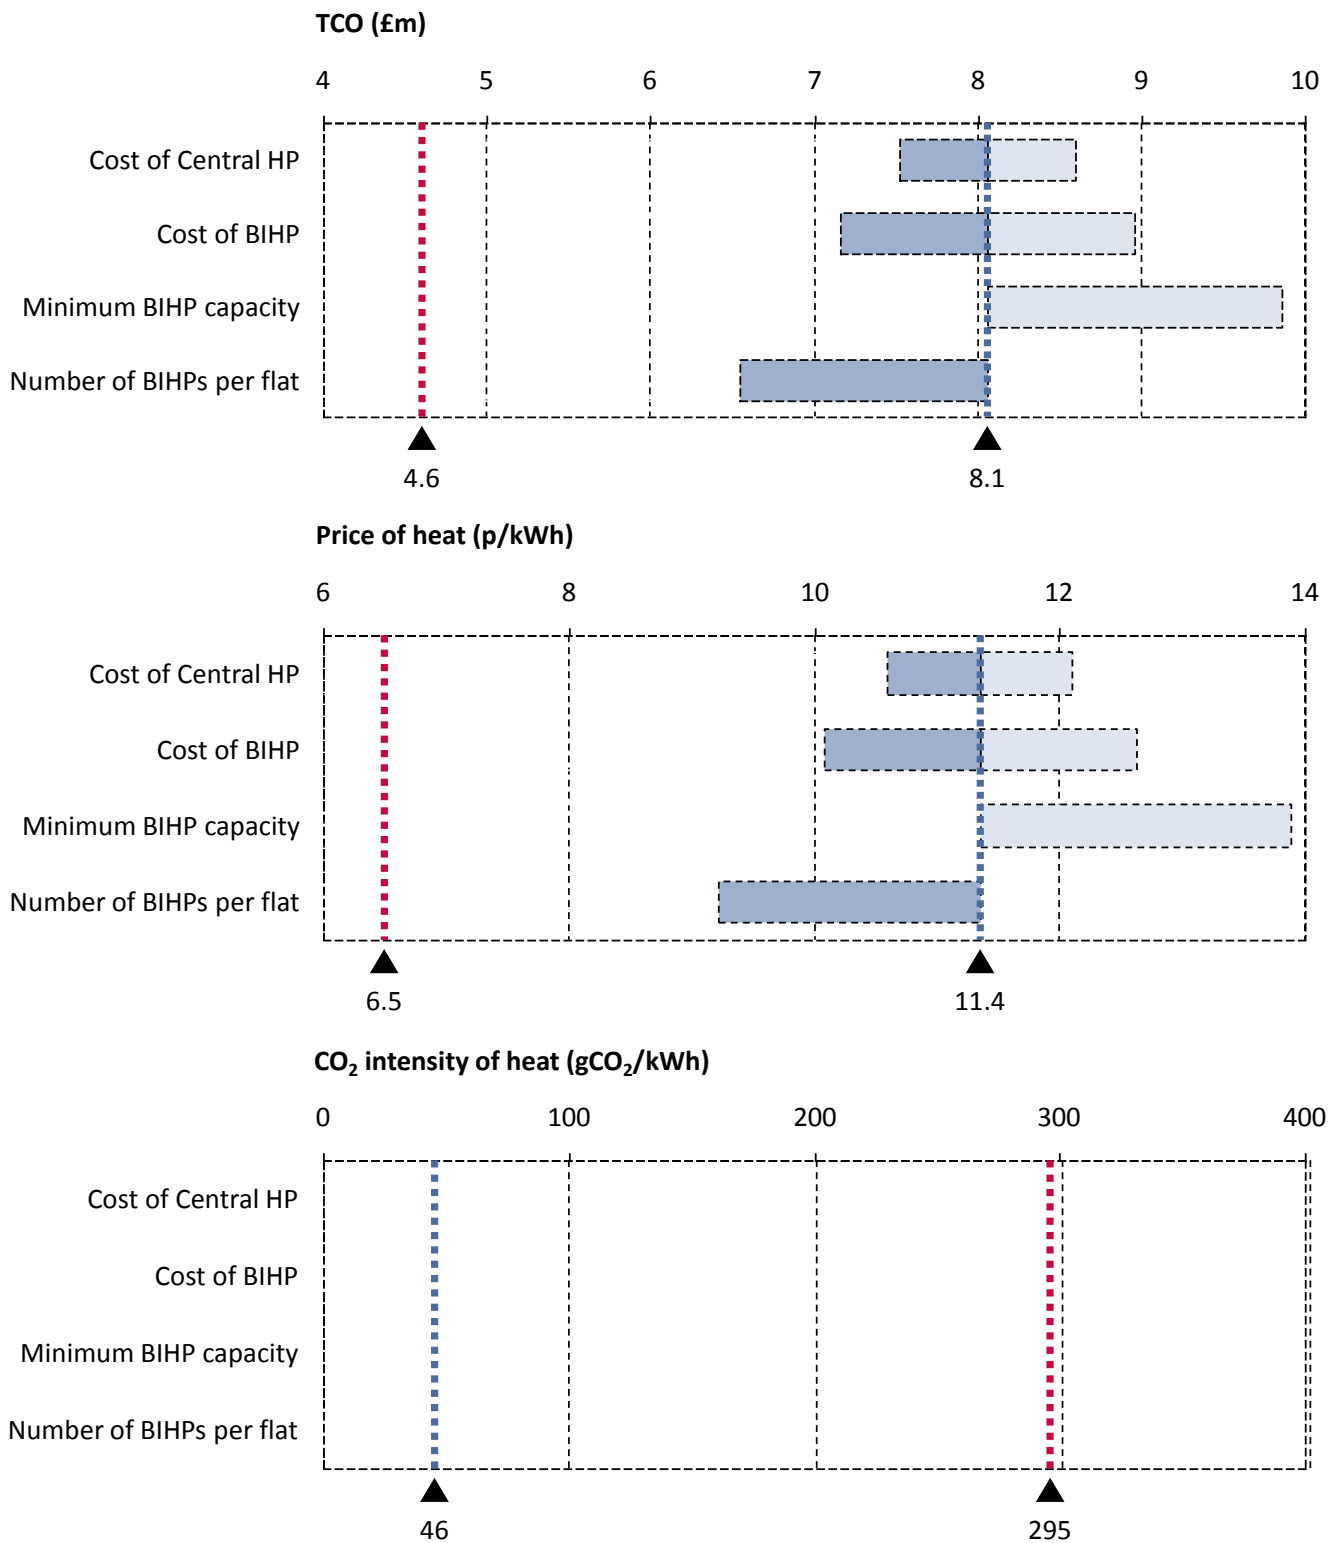 TCO (£m)
4 5 6 7 8 9 10
Cost of Central HP
Cost of BIHP
Minimum BIHP capacity
Number of BIHPs per flat
4.6 8.1
Price of heat (p/kWh)
6 8 10 12 14
Cost of Central HP
Cost of BIHP
Minimum BIHP capacity
Number of BIHPs per flat
6.5 11.4
CO₂ intensity of heat (gCO₂/kWh)
0 100 200 300 400
Cost of Central HP
Cost of BIHP
Minimum BIHP capacity
Number of BIHPs per flat
46 295